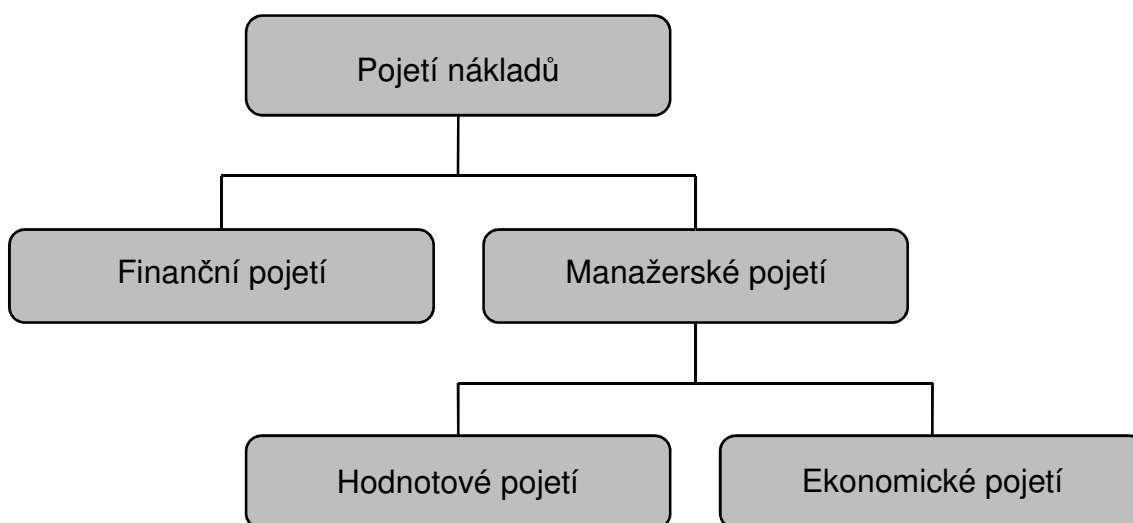 Pojetí nákladů
Finanční pojetí
Manažerské pojetí
Hodnotové pojetí
Ekonomické pojetí